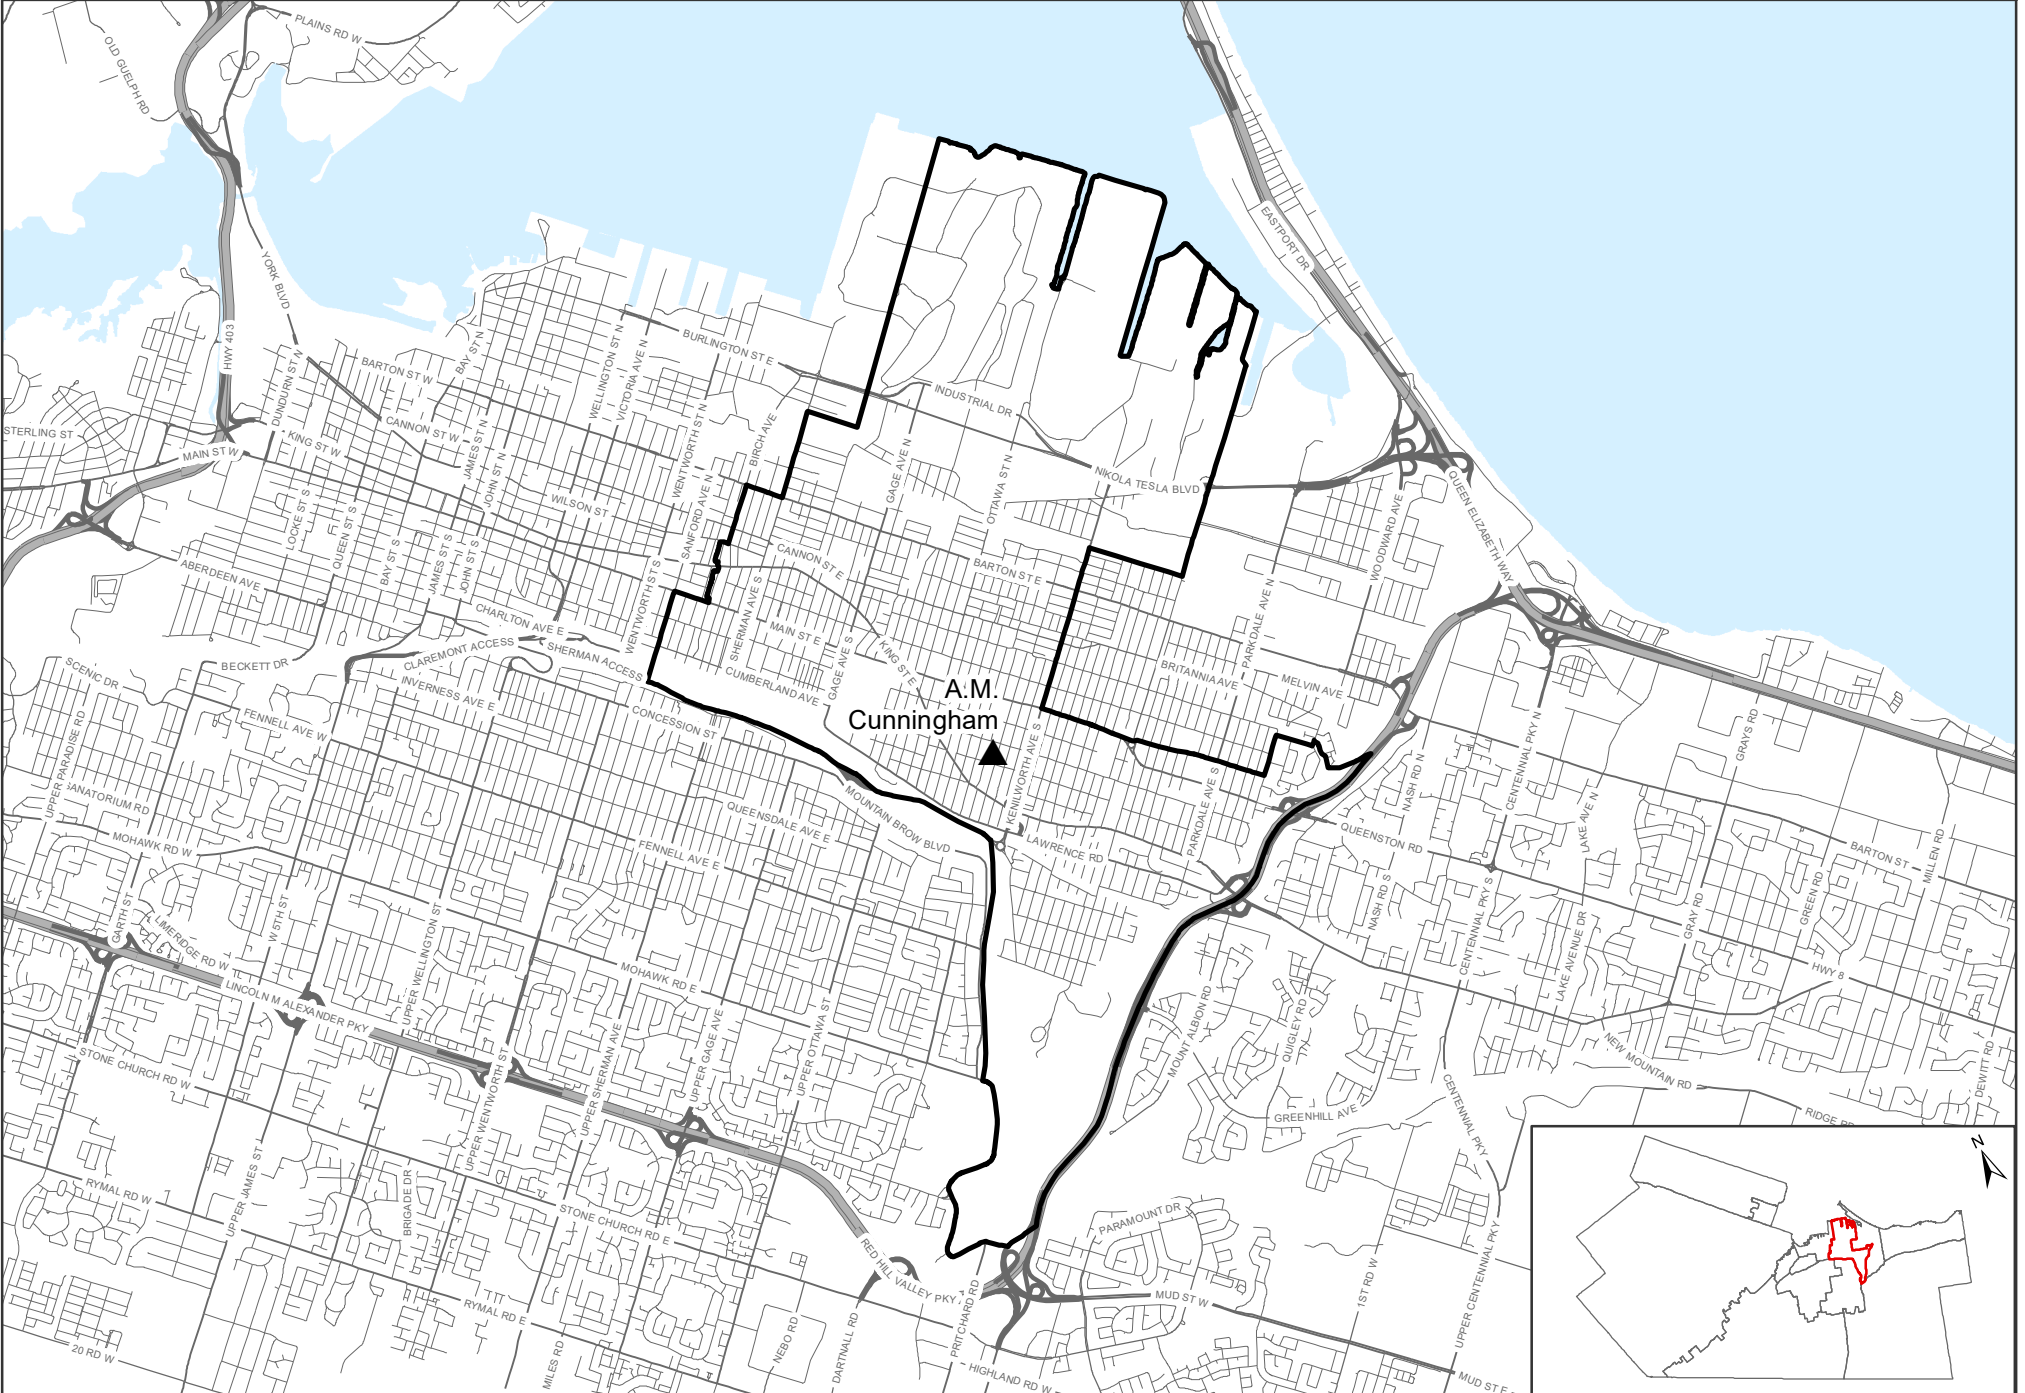 PLAINS RD W
OLD GUELPH RD
YORK BLVD
HWY 403
EASTPORT DR
BURLINGTON ST E
INDUSTRIAL DR
NIKOLA TESLA BLVD
QUEEN ELIZABETH WAY
WOODWARD AVE
BARTON ST W
BAY ST N
DUNDURN ST N
WELLINGTON ST N
VICTORIA AVE N
WENTWORTH ST N
BIRCH AVE
GAGE AVE N
OTTAWA ST N
STERLING ST
MAIN ST W
KING ST W
CANNON ST W
JAMES ST N
JOHN ST N
WILSON ST
SANFORD AVE N
LOCKE ST S
QUEEN ST S
BAY ST S
JAMES ST S
JOHN ST S
ABERDEEN AVE
CANNON ST E
BARTON ST E
WENTWORTH ST S
SHERMAN AVE S
MAIN ST E
GAGE AVE S
KING ST E
CUMBERLAND AVE
CHARLTON AVE E
CLAREMONT ACCESS
SHERMAN ACCESS
BECKETT DR
SCENIC DR
INVERNESS AVE E
FENNELL AVE W
CONCESSION ST
PARKDALE AVE N
BRITANNIA AVE
MELVIN AVE
A.M.
Cunningham
KENILWORTH AVE S
PARKDALE AVE S
NASH RD N
CENTENNIAL PKY N
GRAYS RD
LAKE AVE N
UPPER PARADISE RD
SANATORIUM RD
MOHAWK RD W
MOUNTAIN BROW BLVD
QUEENSDALE AVE E
FENNELL AVE E
LAWRENCE RD
QUEENSTON RD
BARTON ST
MILLEN RD
GREEN RD
GRAY RD
NASH RD S
CENTENNIAL PKY S
LAKE AVENUE DR
HWY 8
GARTH ST
LIMERIDGE RD W
W 5TH ST
LINCOLN M ALEXANDER PKY
UPPER WELLINGTON ST
MOHAWK RD E
UPPER OTTAWA ST
UPPER GAGE AVE
UPPER SHERMAN AVE
UPPER WENTWORTH ST
STONE CHURCH RD W
MOUNT ALBION RD
QUIGLEY RD
GREENHILL AVE
CENTENNIAL PKY
NEW MOUNTAIN RD
RIDGE RD
DEWITT RD
RYMAL RD W
UPPER JAMES ST
BRIGADE DR
STONE CHURCH RD E
RED HILL VALLEY PKY
PARAMOUNT DR
MUD ST W
1ST RD W
UPPER CENTENNIAL PKY
RYMAL RD E
20 RD W
MILES RD
NEBO RD
DARTNALL RD
PRITCHARD RD
HIGHLAND RD W
MUD ST E
N